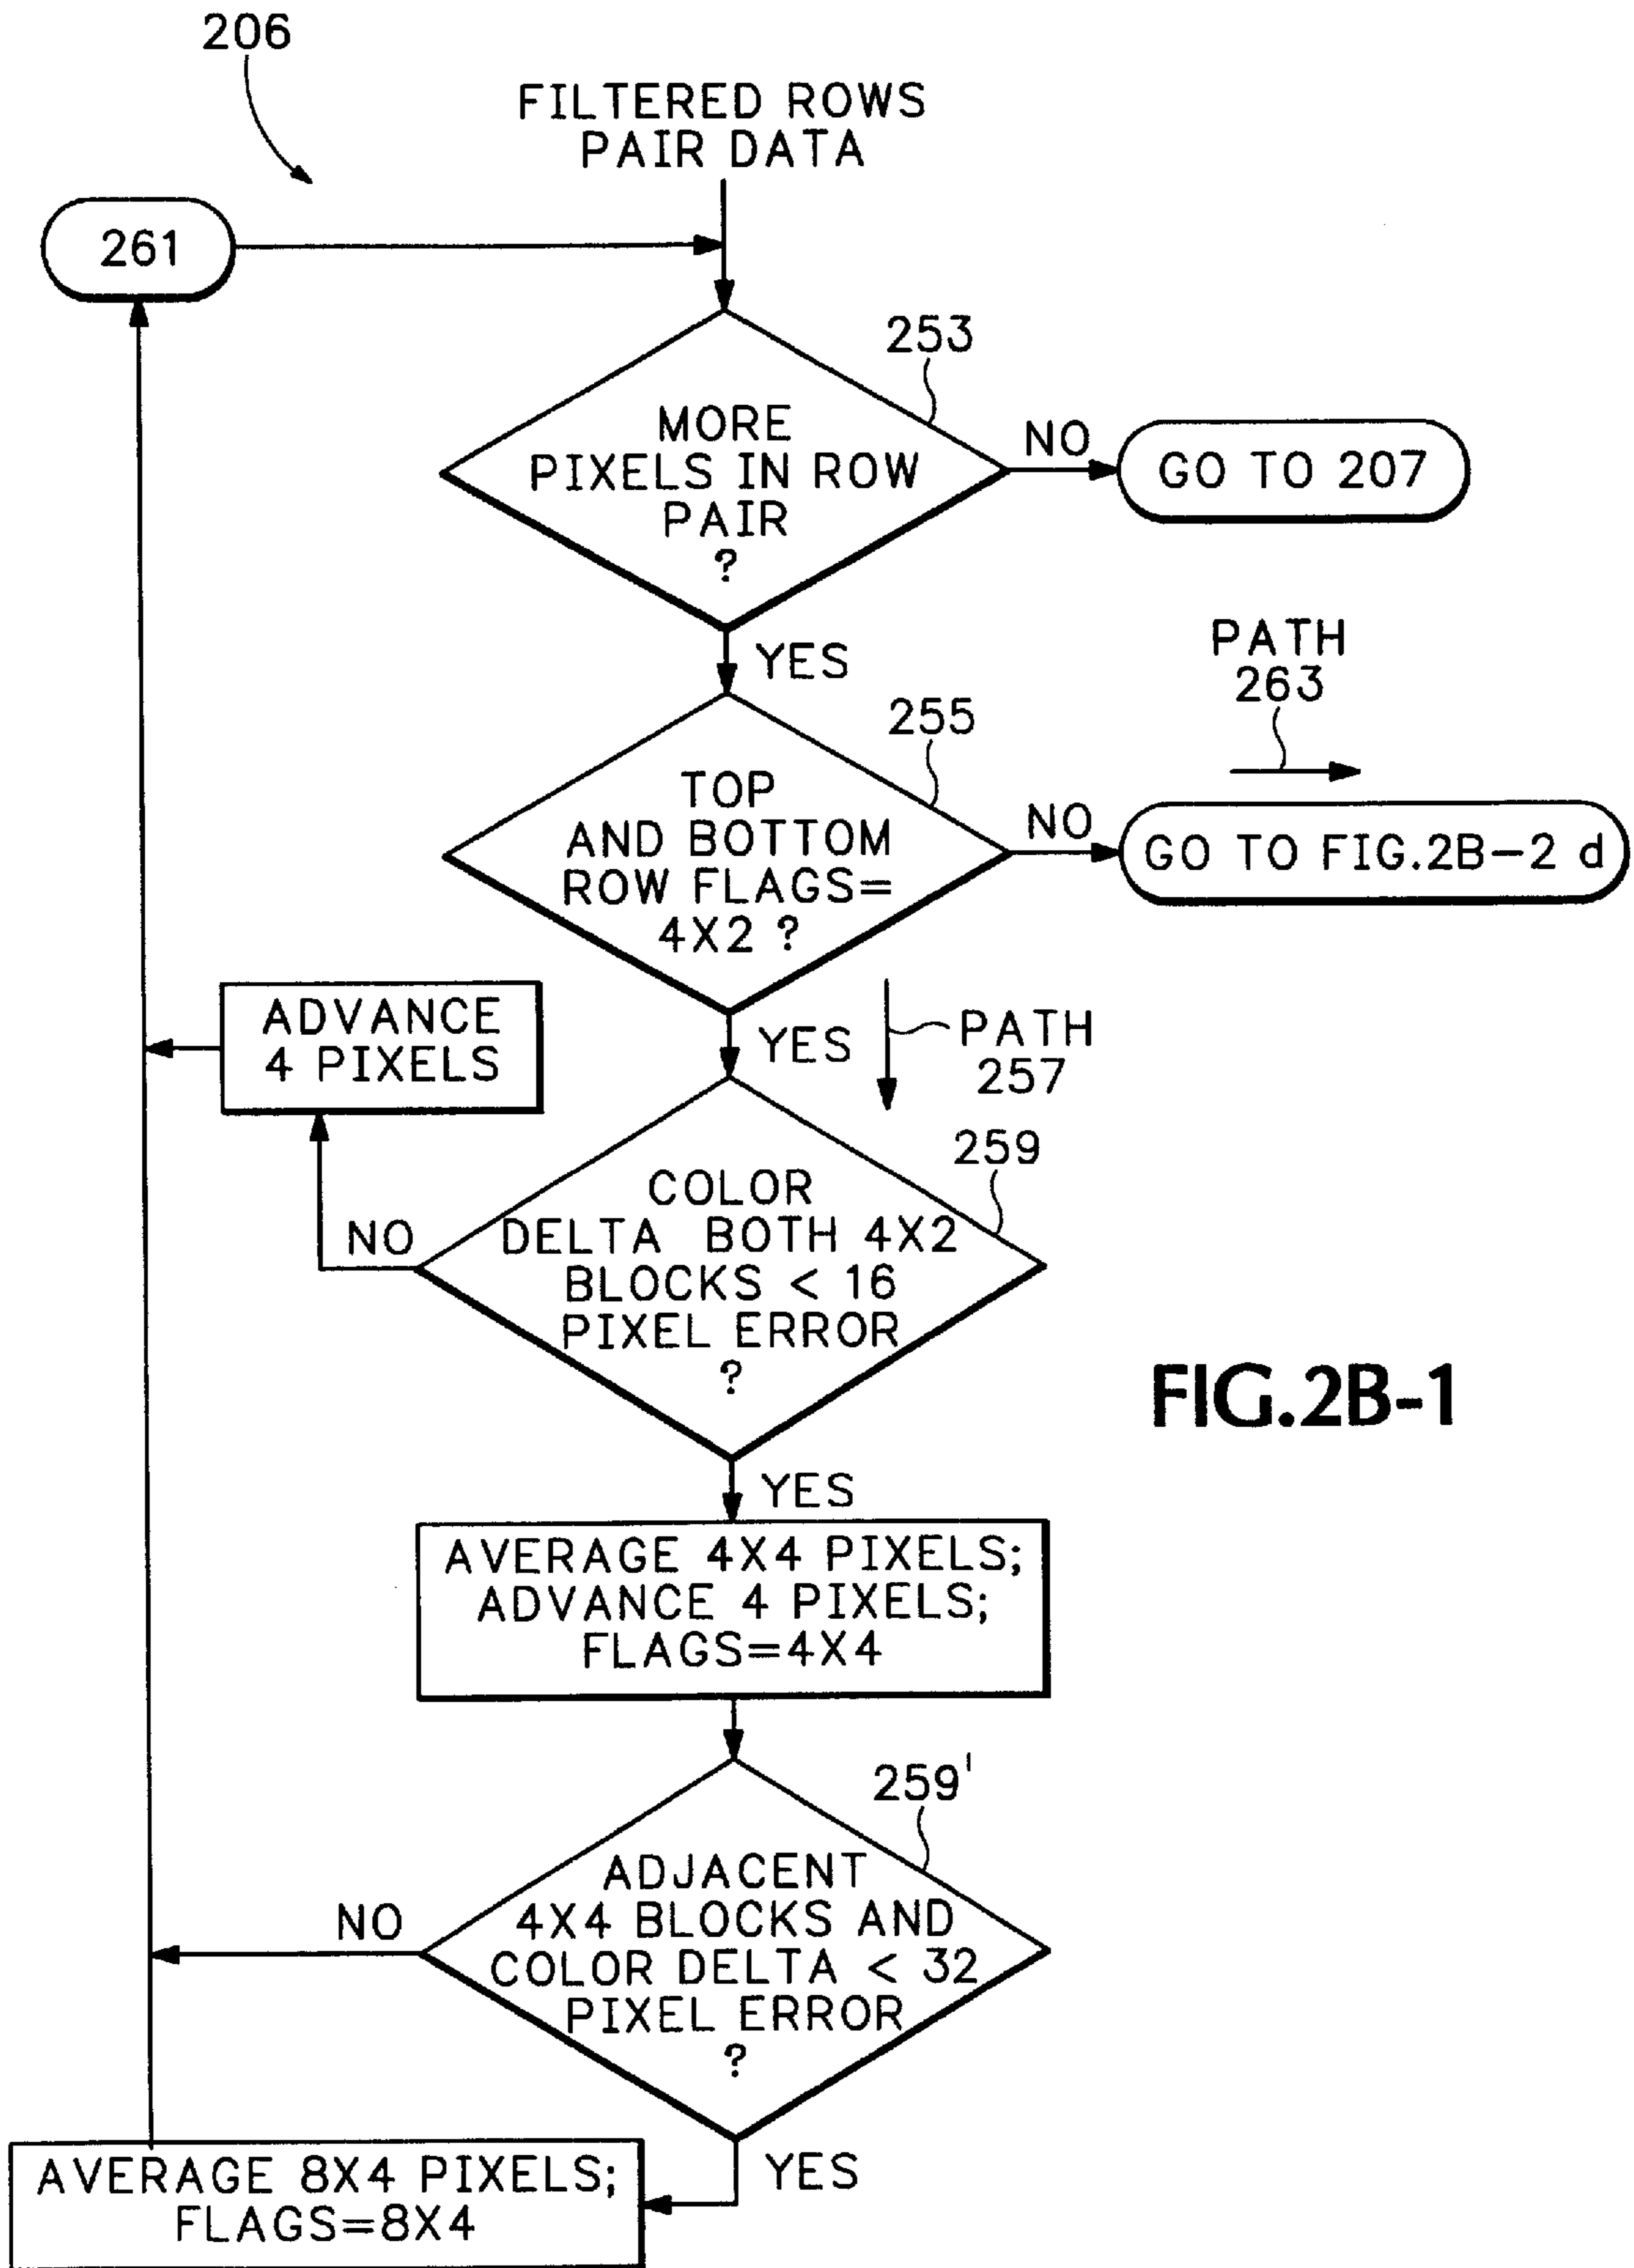 206
FILTERED ROWS
PAIR DATA
261
253
MORE
PIXELS IN ROW
PAIR
?
NO
GO TO 207
YES
PATH
263
255
TOP
AND BOTTOM
ROW FLAGS=
4X2 ?
NO
GO TO FIG.2B-2 d
ADVANCE
4 PIXELS
YES
PATH
257
259
COLOR
DELTA BOTH 4X2
BLOCKS < 16
PIXEL ERROR
?
NO
FIG.2B-1
YES
AVERAGE 4X4 PIXELS;
ADVANCE 4 PIXELS;
FLAGS=4X4
259'
ADJACENT
4X4 BLOCKS AND
COLOR DELTA < 32
PIXEL ERROR
?
NO
YES
AVERAGE 8X4 PIXELS;
FLAGS=8X4